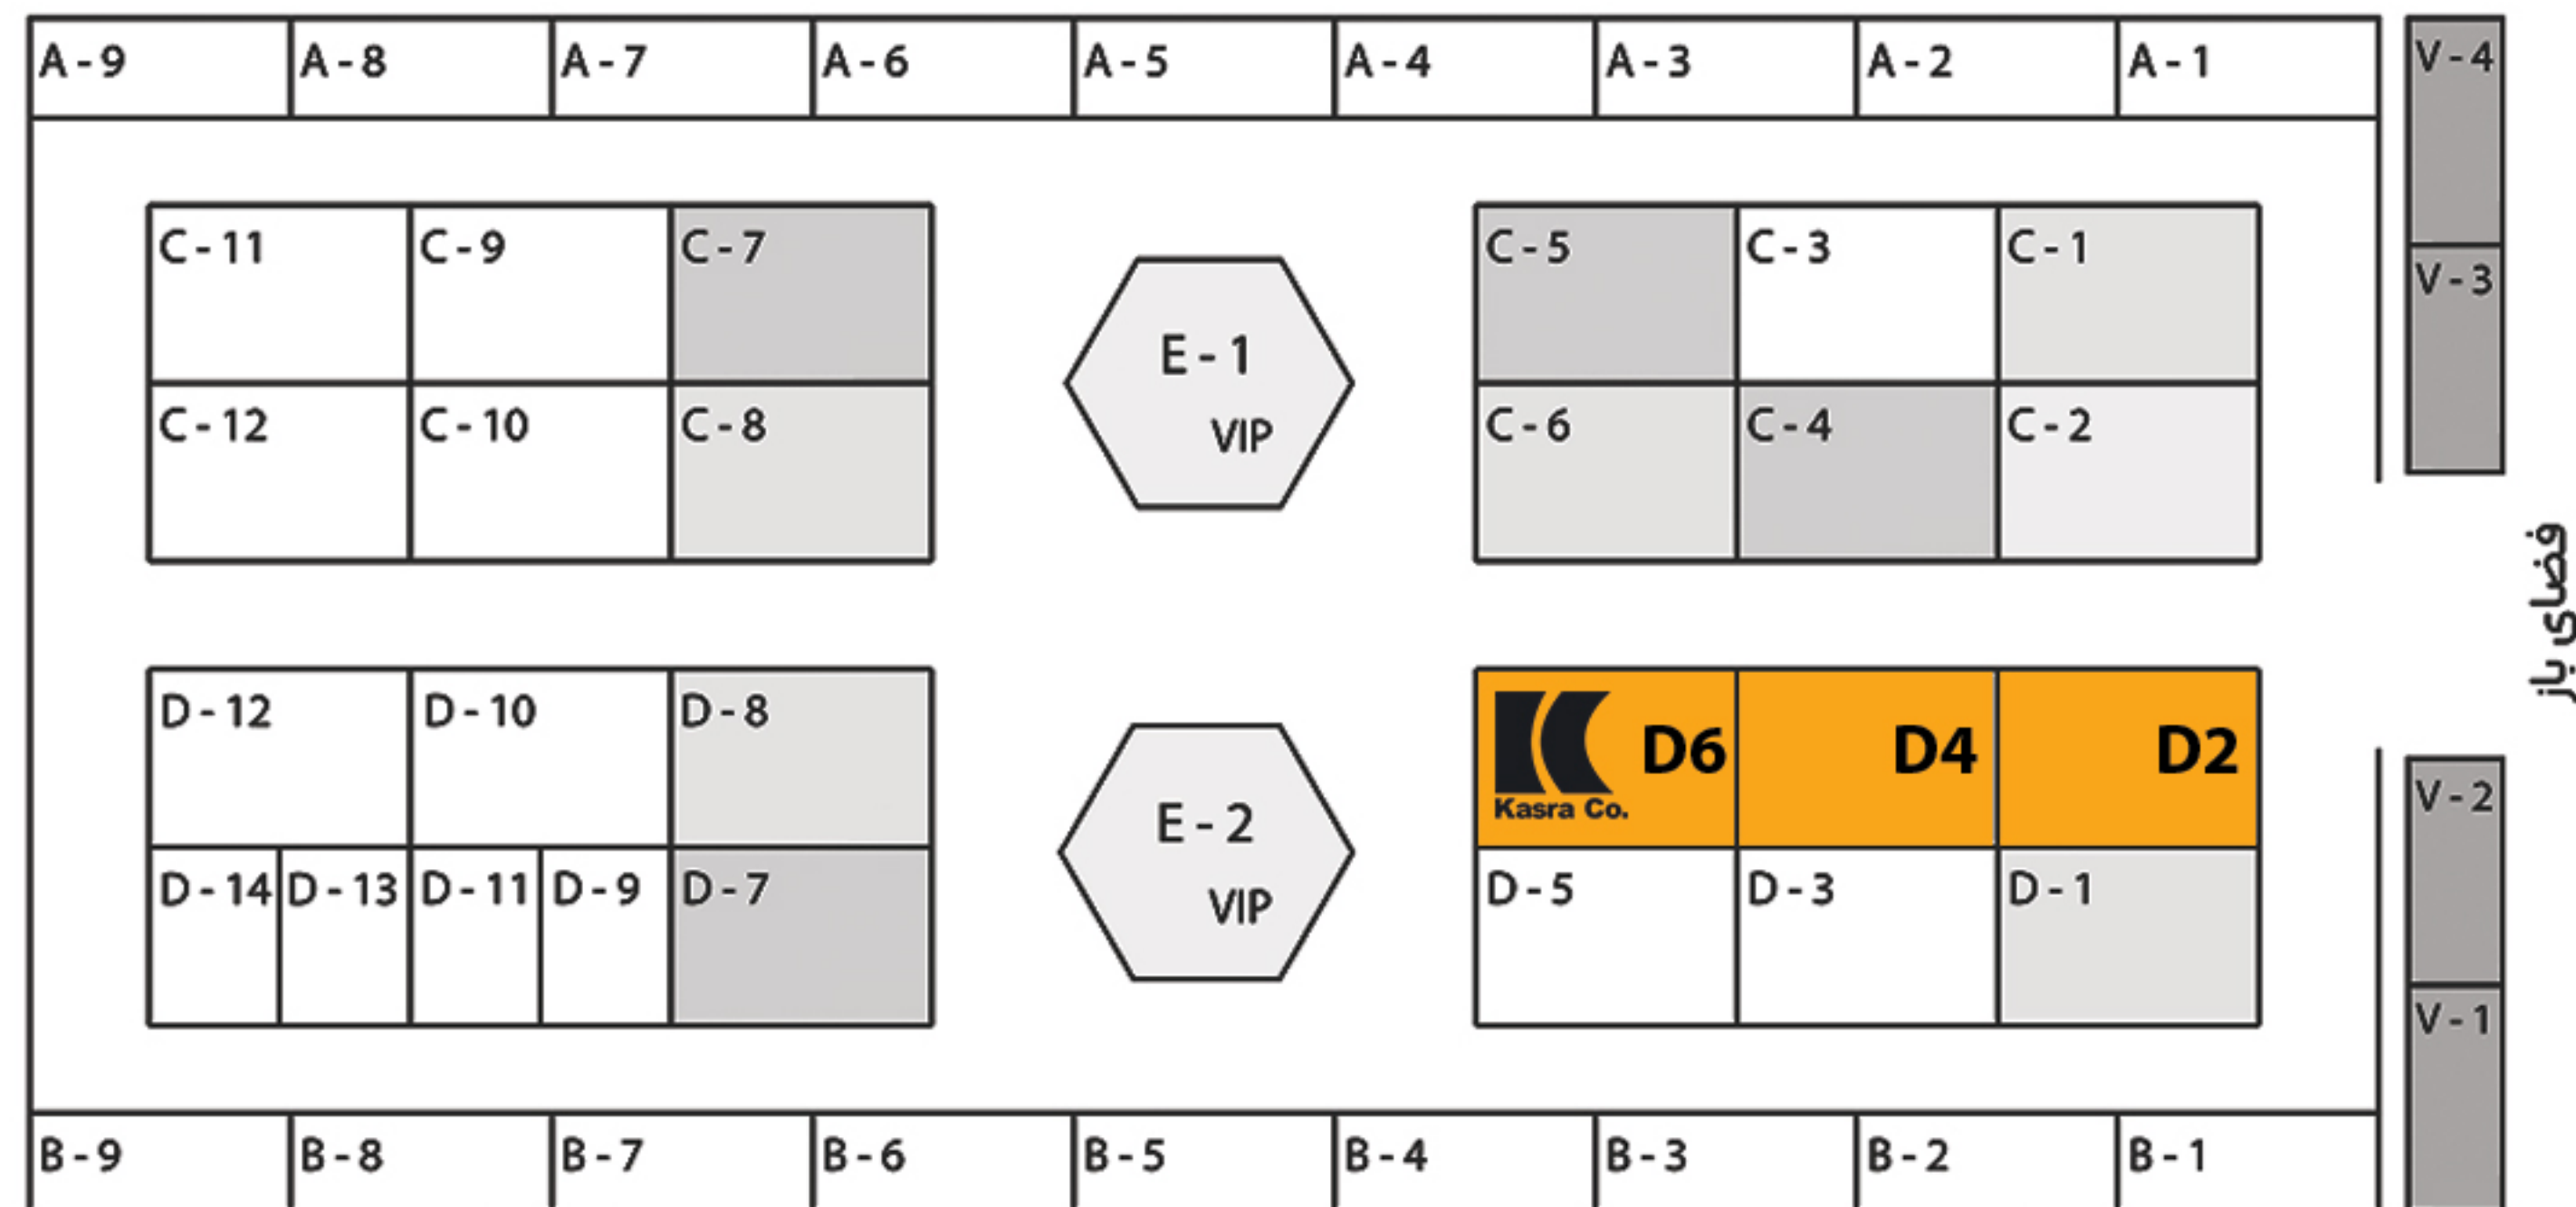 A - 9 A - 8 A - 7 A - 6 A - 5 A - 4 A - 3 A - 2 A - 1 V - 4
C - 11 C - 9 C - 7 C - 5 C - 3 C - 1 V - 3
E - 1
VIP
C - 12 C - 10 C - 8 C - 6 C - 4 C - 2
فضای باز
D - 12 D - 10 D - 8 D6 D4 D2
Kasra Co.
E - 2
VIP
V - 2
D - 14 D - 13 D - 11 D - 9 D - 7 D - 5 D - 3 D - 1
V - 1
B - 9 B - 8 B - 7 B - 6 B - 5 B - 4 B - 3 B - 2 B - 1